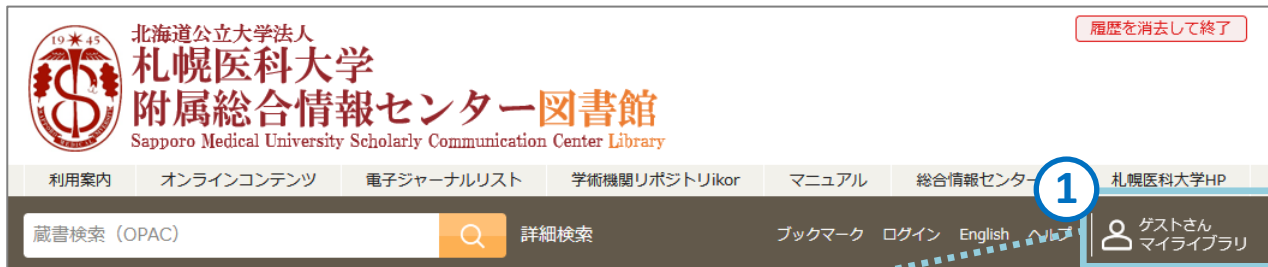 19 45
北海道公立大学法人
札幌医科大学
附属総合情報センター図書館
Sapporo Medical University Scholarly Communication Center Library
履歴を消去して終了
利用案内 オンラインコンテンツ 電子ジャーナルリスト 学術機関リポジトリikor マニュアル 総合情報センター 札幌医科大学HP
1
蔵書検索（OPAC） 詳細検索 ブックマーク ログイン English ヘルプ ゲストさん
マイライブラリ